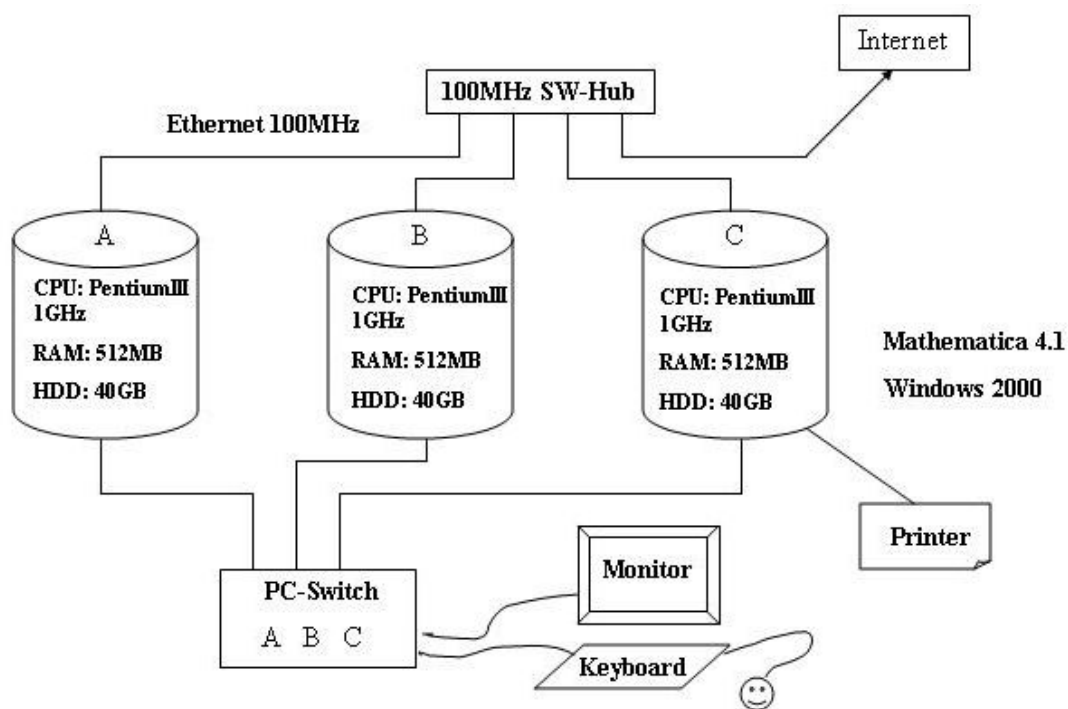 Internet
100MHz SW-Hub
Ethernet 100MHz
A
CPU: PentiumⅢ
1GHz
RAM: 512MB
HDD: 40GB
B
CPU: PentiumⅢ
1GHz
RAM: 512MB
HDD: 40GB
C
CPU: PentiumⅢ
1GHz
RAM: 512MB
HDD: 40GB
Mathematica 4.1
Windows 2000
Printer
Monitor
PC-Switch
A B C
Keyboard